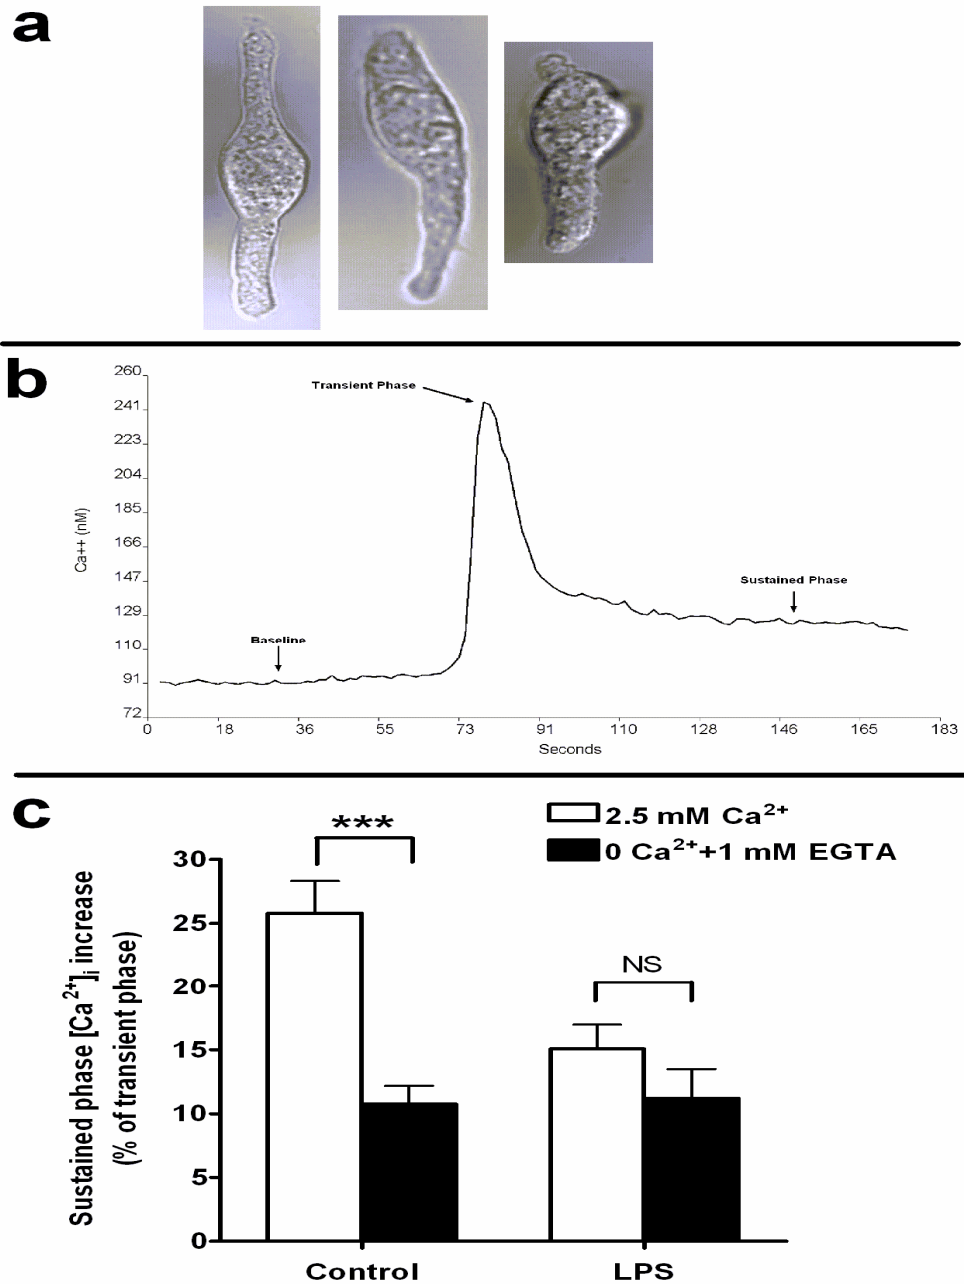 a
b
260
241
223
204
185
166
147
129
110
91
72
Ca++ (nM)
Transient Phase
Baseline
Sustained Phase
0 18 36 55 73 91 110 128 146 165 183
Seconds
c
2.5 mM Ca²⁺
0 Ca²⁺+1 mM EGTA
***
NS
30
25
20
15
10
5
0
Sustained phase [Ca²⁺]ᵢ increase
(% of transient phase)
Control LPS